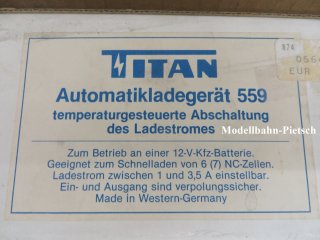 TITAN
Automatikladegerät 559
temperaturgesteuerte Abschaltung
des Ladestromes
Modellbahn-Pietsch
Zum Betrieb an einer 12-V-Kfz-Batterie.
Geeignet zum Schnelladen von 6 (7) NC-Zellen.
Ladestrom zwischen 1 und 3,5 A einstellbar.
Ein- und Ausgang sind verpolungssicher.
Made in Western-Germany
874
056
EUR